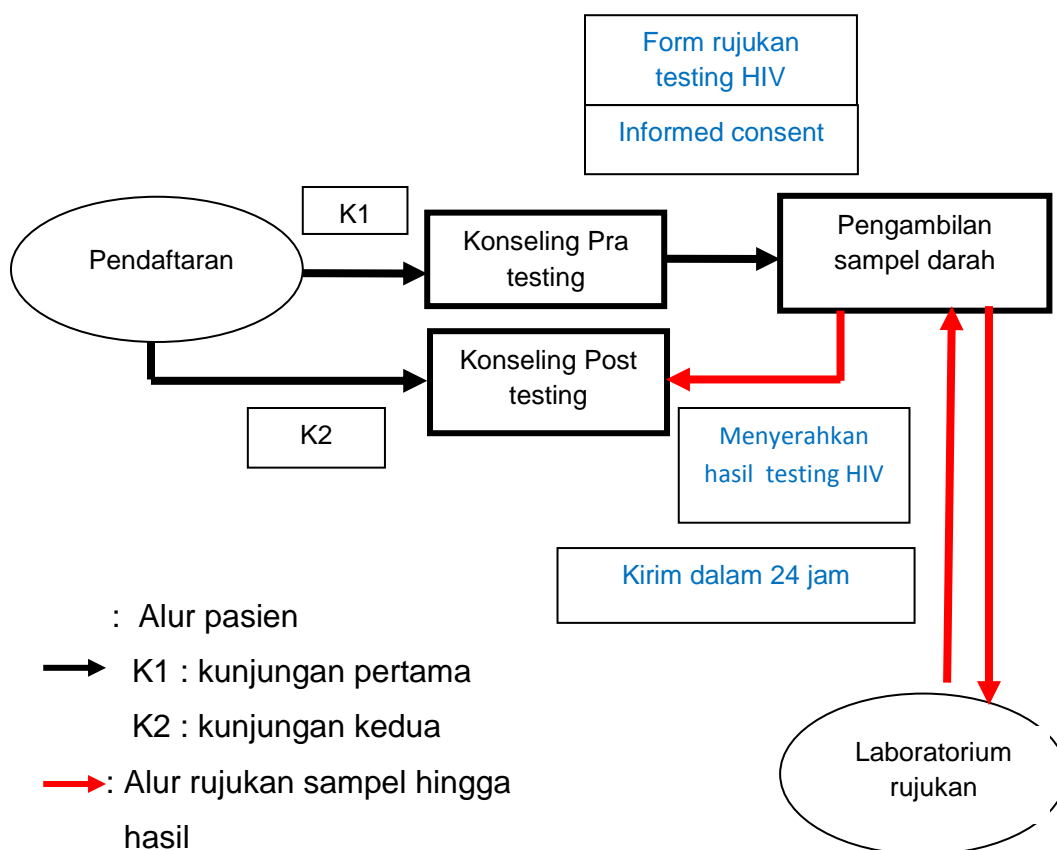 Form rujukan
testing HIV
Informed consent
K1
Pendaftaran
Konseling Pra
testing
Pengambilan
sampel darah
Konseling Post
testing
K2
Menyerahkan
hasil testing HIV
Kirim dalam 24 jam
: Alur pasien
K1 : kunjungan pertama
K2 : kunjungan kedua
: Alur rujukan sampel hingga
hasil
Laboratorium
rujukan